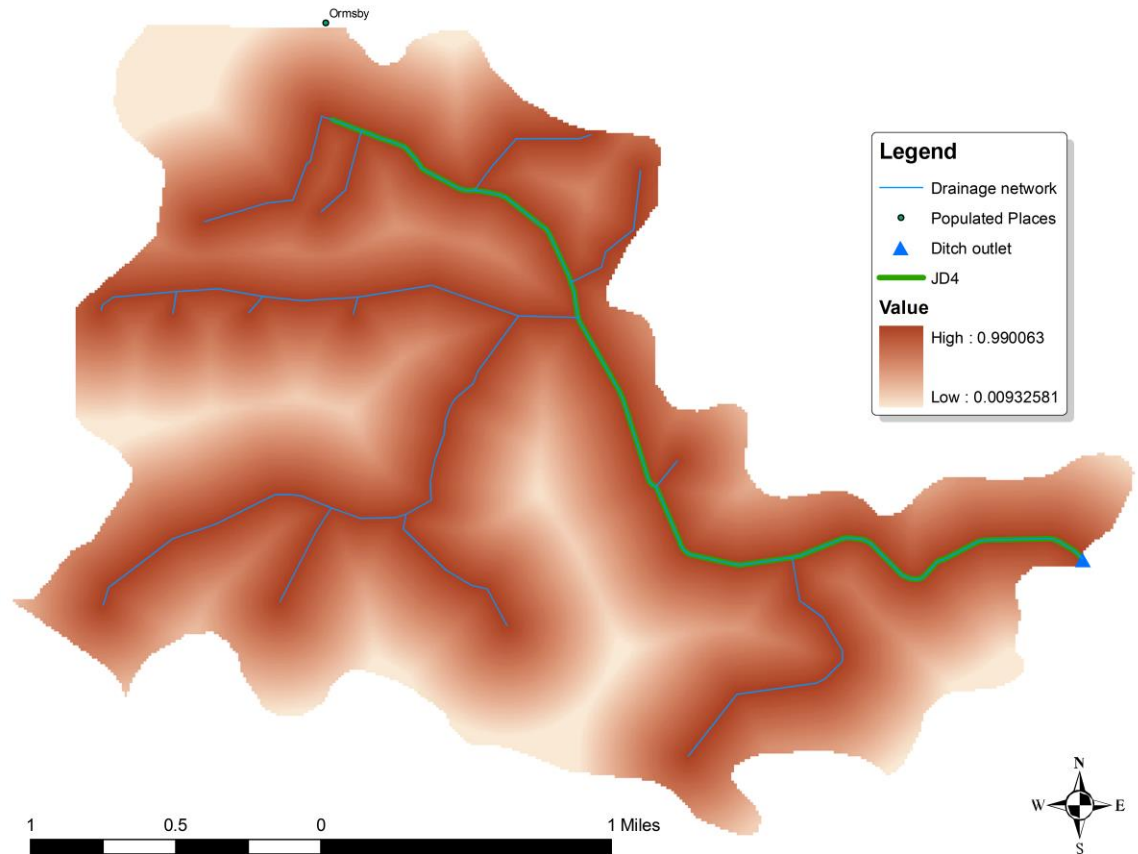 Ormsby
Legend
Drainage network
Populated Places
Ditch outlet
JD4
Value
High : 0.990063
Low : 0.00932581
N
W E
S
1 0.5 0 1 Miles